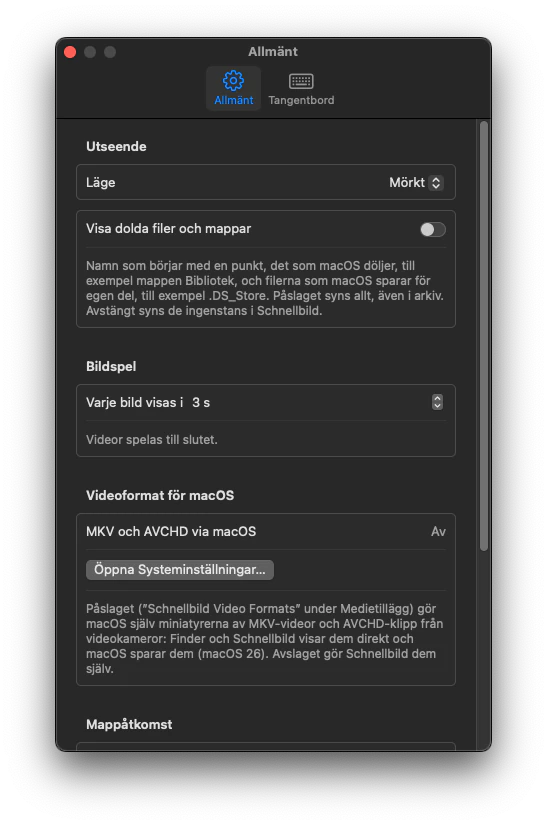 Allmänt
Allmänt
Tangentbord
Utseende
Läge
Mörkt
Visa dolda filer och mappar
Namn som börjar med en punkt, det som macOS döljer, till
exempel mappen Bibliotek, och filerna som macOS sparar för
egen del, till exempel .DS_Store. Påslaget syns allt, även i arkiv.
Avstängt syns de ingenstans i Schnellbild.
Bildspel
Varje bild visas i 3 s
Videor spelas till slutet.
Videoformat för macOS
MKV och AVCHD via macOS
Av
Öppna Systeminställningar...
Påslaget ("Schnellbild Video Formats" under Medietillägg) gör
macOS själv miniatyrerna av MKV-videor och AVCHD-klipp från
videokameror: Finder och Schnellbild visar dem direkt och
macOS sparar dem (macOS 26). Avslaget gör Schnellbild dem
själv.
Mappåtkomst